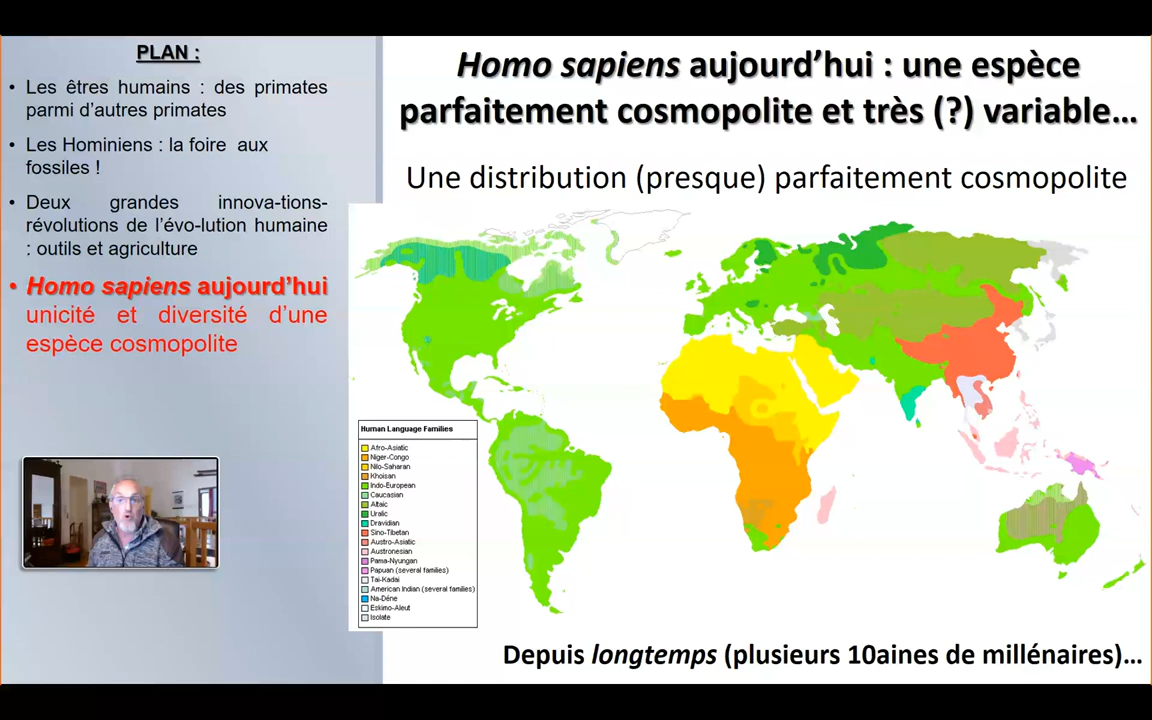 PLAN :
• Les êtres humains : des primates
parmi d'autres primates
• Les Hominiens : la foire aux
fossiles !
• Deux grandes innova-tions-
révolutions de l'évo-lution humaine
: outils et agriculture
• Homo sapiens aujourd'hui
unicité et diversité d'une
espèce cosmopolite
Homo sapiens aujourd'hui : une espèce
parfaitement cosmopolite et très (?) variable...
Une distribution (presque) parfaitement cosmopolite
Human Language Families
Afro-Asiatic
Niger-Congo
Nilo-Saharan
Khoisan
Indo-European
Caucasian
Altaic
Uralic
Dravidian
Sino-Tibetan
Austro-Asiatic
Austronesian
Pama-Nyungan
Papuan (several families)
Tai-Kadai
American Indian (several families)
Na-Dene
Eskimo-Aleut
Isolate
Depuis longtemps (plusieurs 10aines de millénaires)...